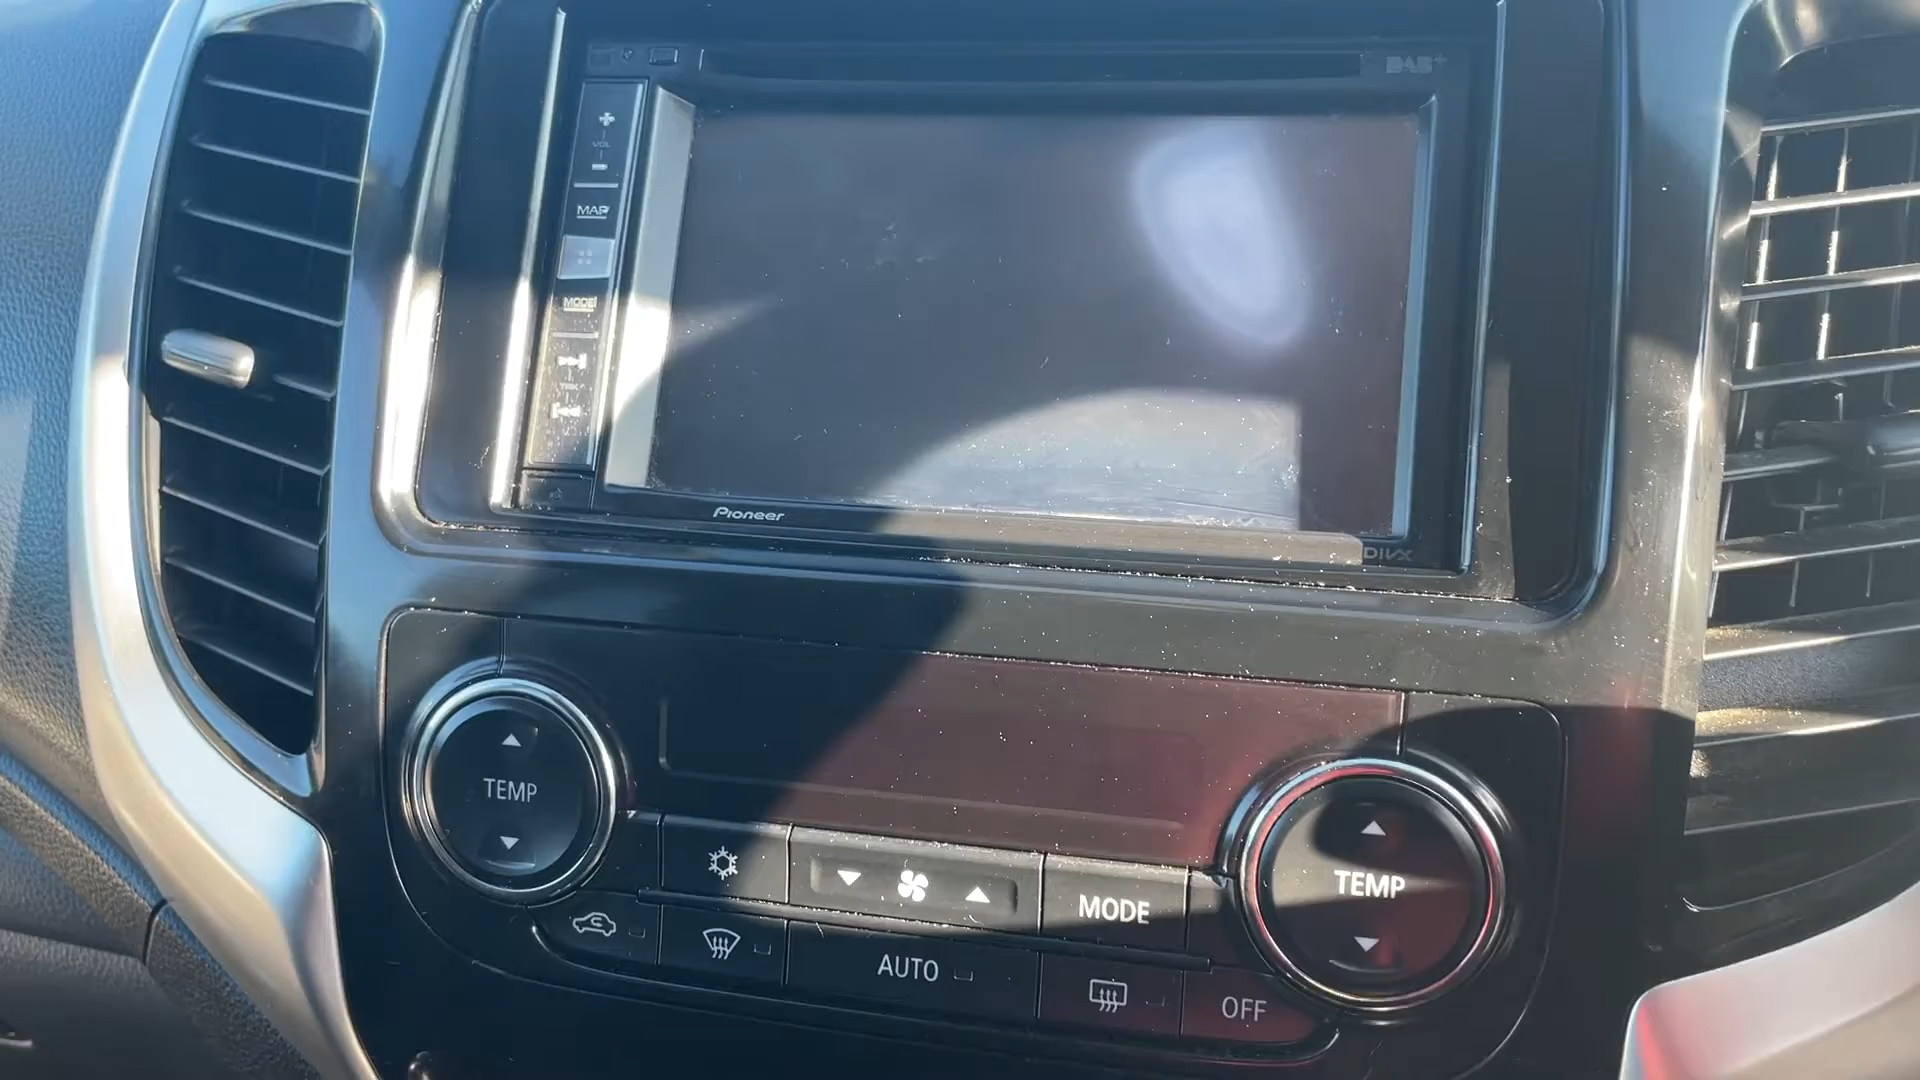 DAB+
VOL
MAP
MODE
TRK
Pioneer
DIVX
TEMP
TEMP
MODE
AUTO
OFF